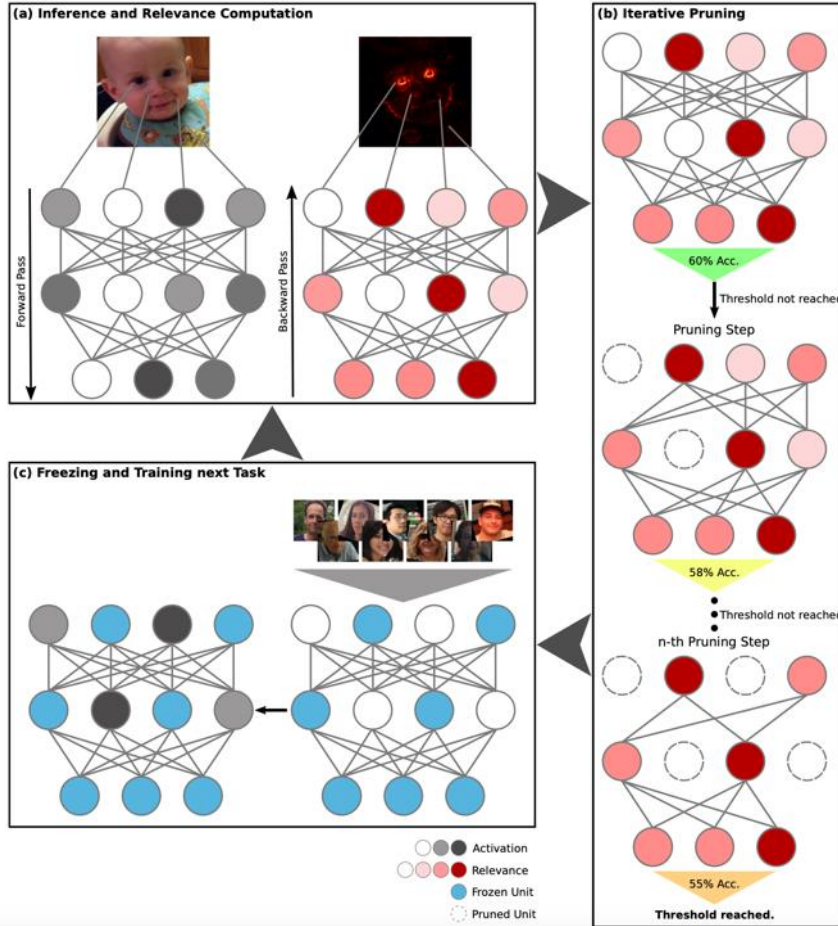 (a) Inference and Relevance Computation
Forward Pass
Backward Pass
(b) Iterative Pruning
60% Acc.
Threshold not reached
Pruning Step
58% Acc.
Threshold not reached
n-th Pruning Step
55% Acc.
Threshold reached.
(c) Freezing and Training next Task
Activation
Relevance
Frozen Unit
Pruned Unit